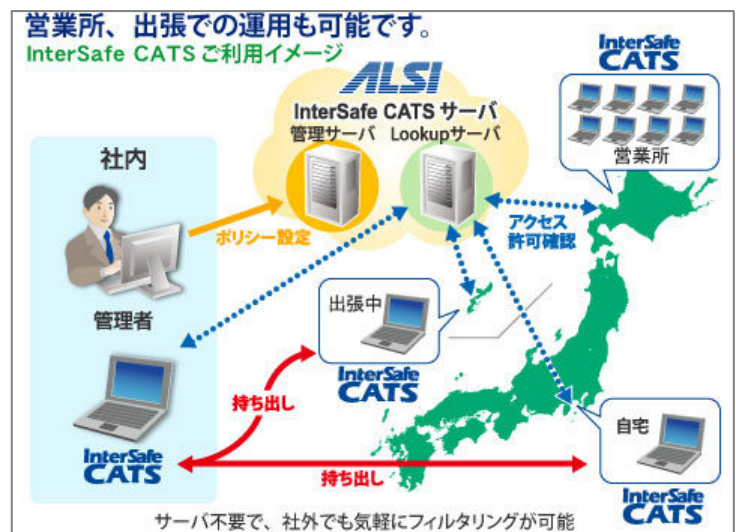 営業所、出張での運用も可能です。
InterSafe CATS ご利用イメージ
InterSafe
CATS
ALSI
InterSafe CATS サーバ
管理サーバ Lookupサーバ
営業所
社内
ポリシー設定
アクセス
許可確認
管理者
出張中
InterSafe
CATS
持ち出し
自宅
InterSafe
CATS
持ち出し
InterSafe
CATS
サーバ不要で、社外でも気軽にフィルタリングが可能